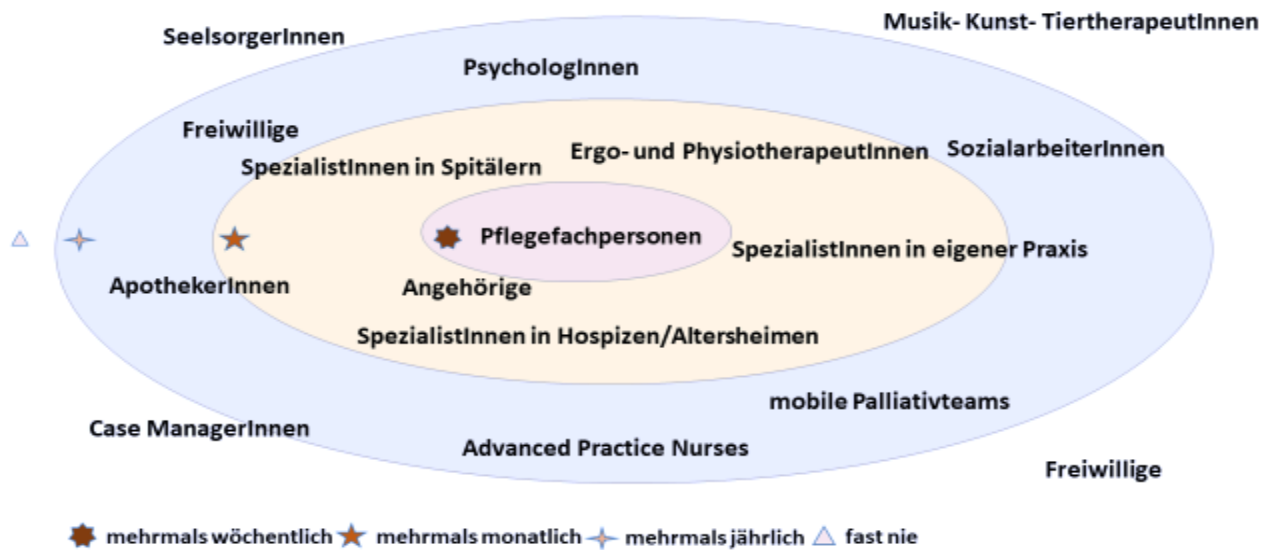 SeelsorgerInnen
Musik- Kunst- TiertherapeutInnen
PsychologInnen
Freiwillige
SpezialistInnen in Spitälern
Ergo- und PhysiotherapeutInnen
SozialarbeiterInnen
Pflegefachpersonen
SpezialistInnen in eigener Praxis
ApothekerInnen
Angehörige
SpezialistInnen in Hospizen/Altersheimen
mobile Palliativteams
Case ManagerInnen
Advanced Practice Nurses
Freiwillige
mehrmals wöchentlich mehrmals monatlich mehrmals jährlich fast nie